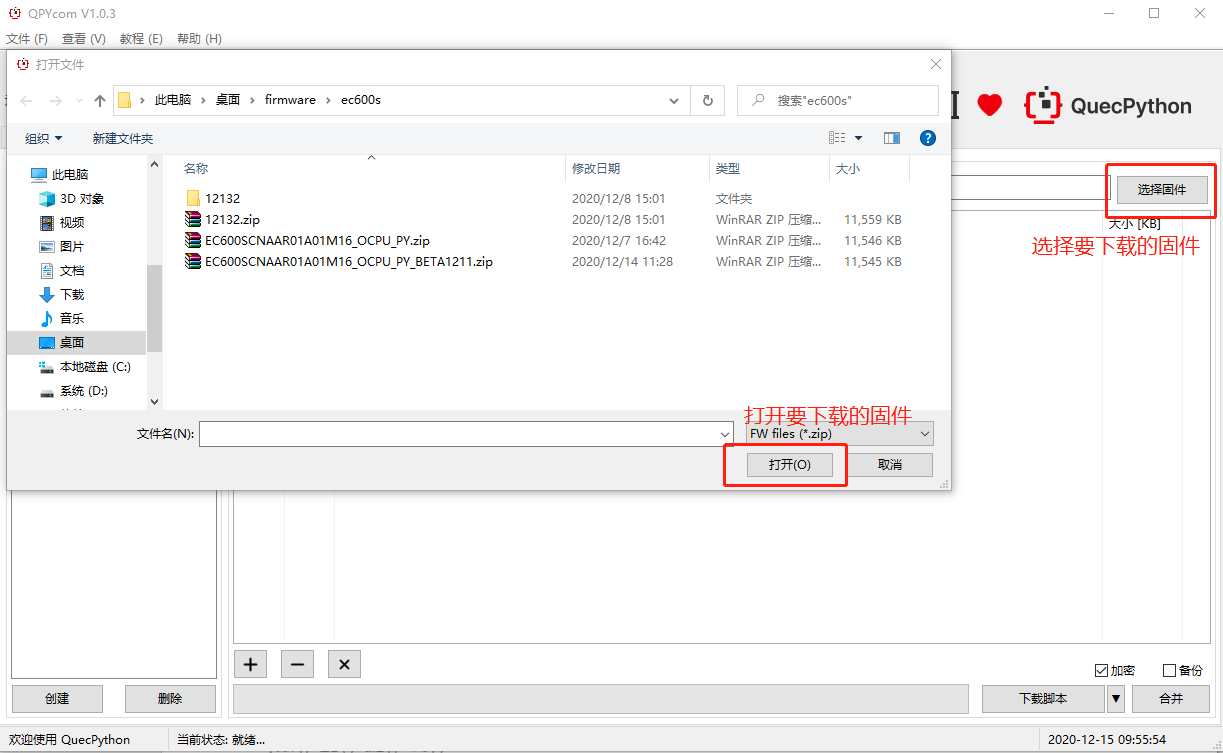 QPYcom V1.0.3
文件 (F) 查看 (V) 教程 (E) 帮助 (H)
打开文件
此电脑 桌面 firmware ec600s
搜索"ec600s"
QuecPython
组织 新建文件夹
名称 修改日期 类型 大小
此电脑
3D 对象
视频
图片
文档
下载
音乐
桌面
本地磁盘 (C:)
系统 (D:)
12132 2020/12/8 15:01 文件夹
12132.zip 2020/12/8 15:01 WinRAR ZIP 压缩... 11,559 KB
EC600SCNAAR01A01M16_OCPU_PY.zip 2020/12/7 16:42 WinRAR ZIP 压缩... 11,546 KB
EC600SCNAAR01A01M16_OCPU_PY_BETA1211.zip 2020/12/14 11:28 WinRAR ZIP 压缩... 11,545 KB
选择固件
大小 [KB]
选择要下载的固件
打开要下载的固件
文件名(N): FW files (*.zip)
打开(O) 取消
加密 备份
创建 删除 下载脚本 合并
欢迎使用 QuecPython 当前状态: 就绪... 2020-12-15 09:55:54